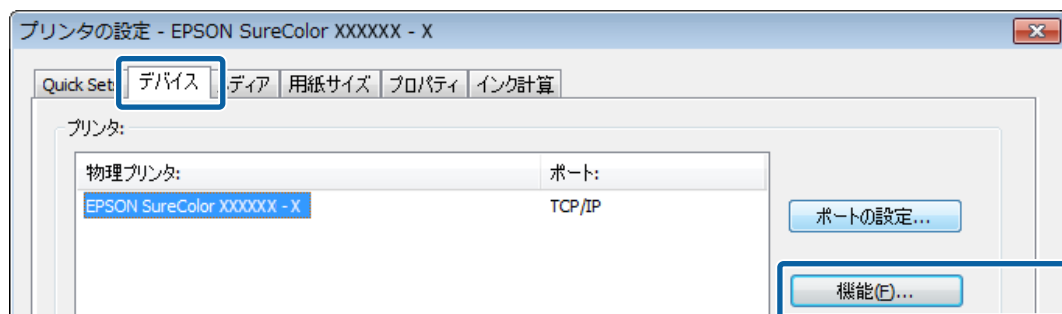 プリンタの設定 - EPSON SureColor XXXXXX - X
Quick Set デバイス ディア 用紙サイズ プロパティ インク計算
プリンタ:
物理プリンタ: ポート:
EPSON SureColor XXXXXX - X TCP/IP
ポートの設定...
機能(F)...